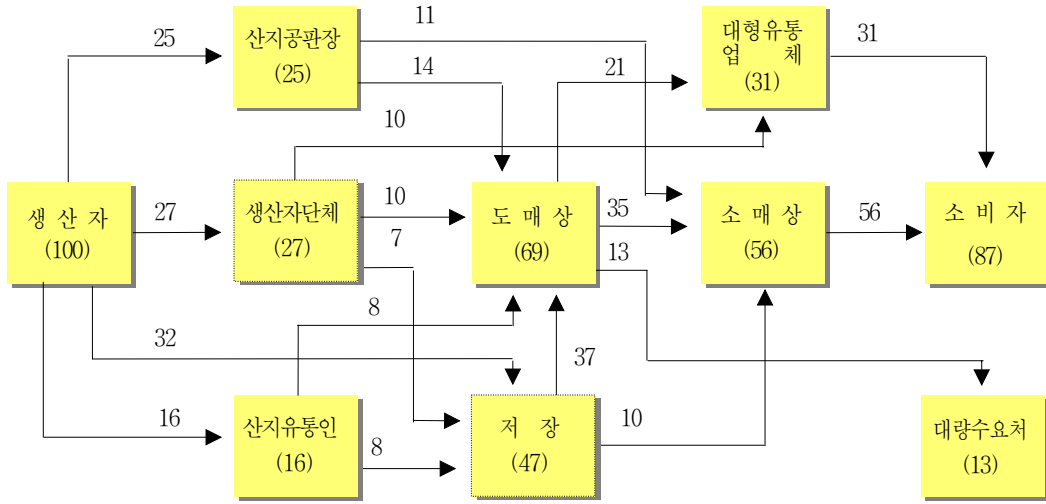 11
25
산지공판장
(25)
14
대형유통
업 체
(31)
31
21
10
생 산 자
(100)
27
생산자단체
(27)
10
7
도 매 상
(69)
35
13
소 매 상
(56)
56
소 비 자
(87)
8
32
37
16
산지유통인
(16)
8
저 장
(47)
10
대량수요처
(13)